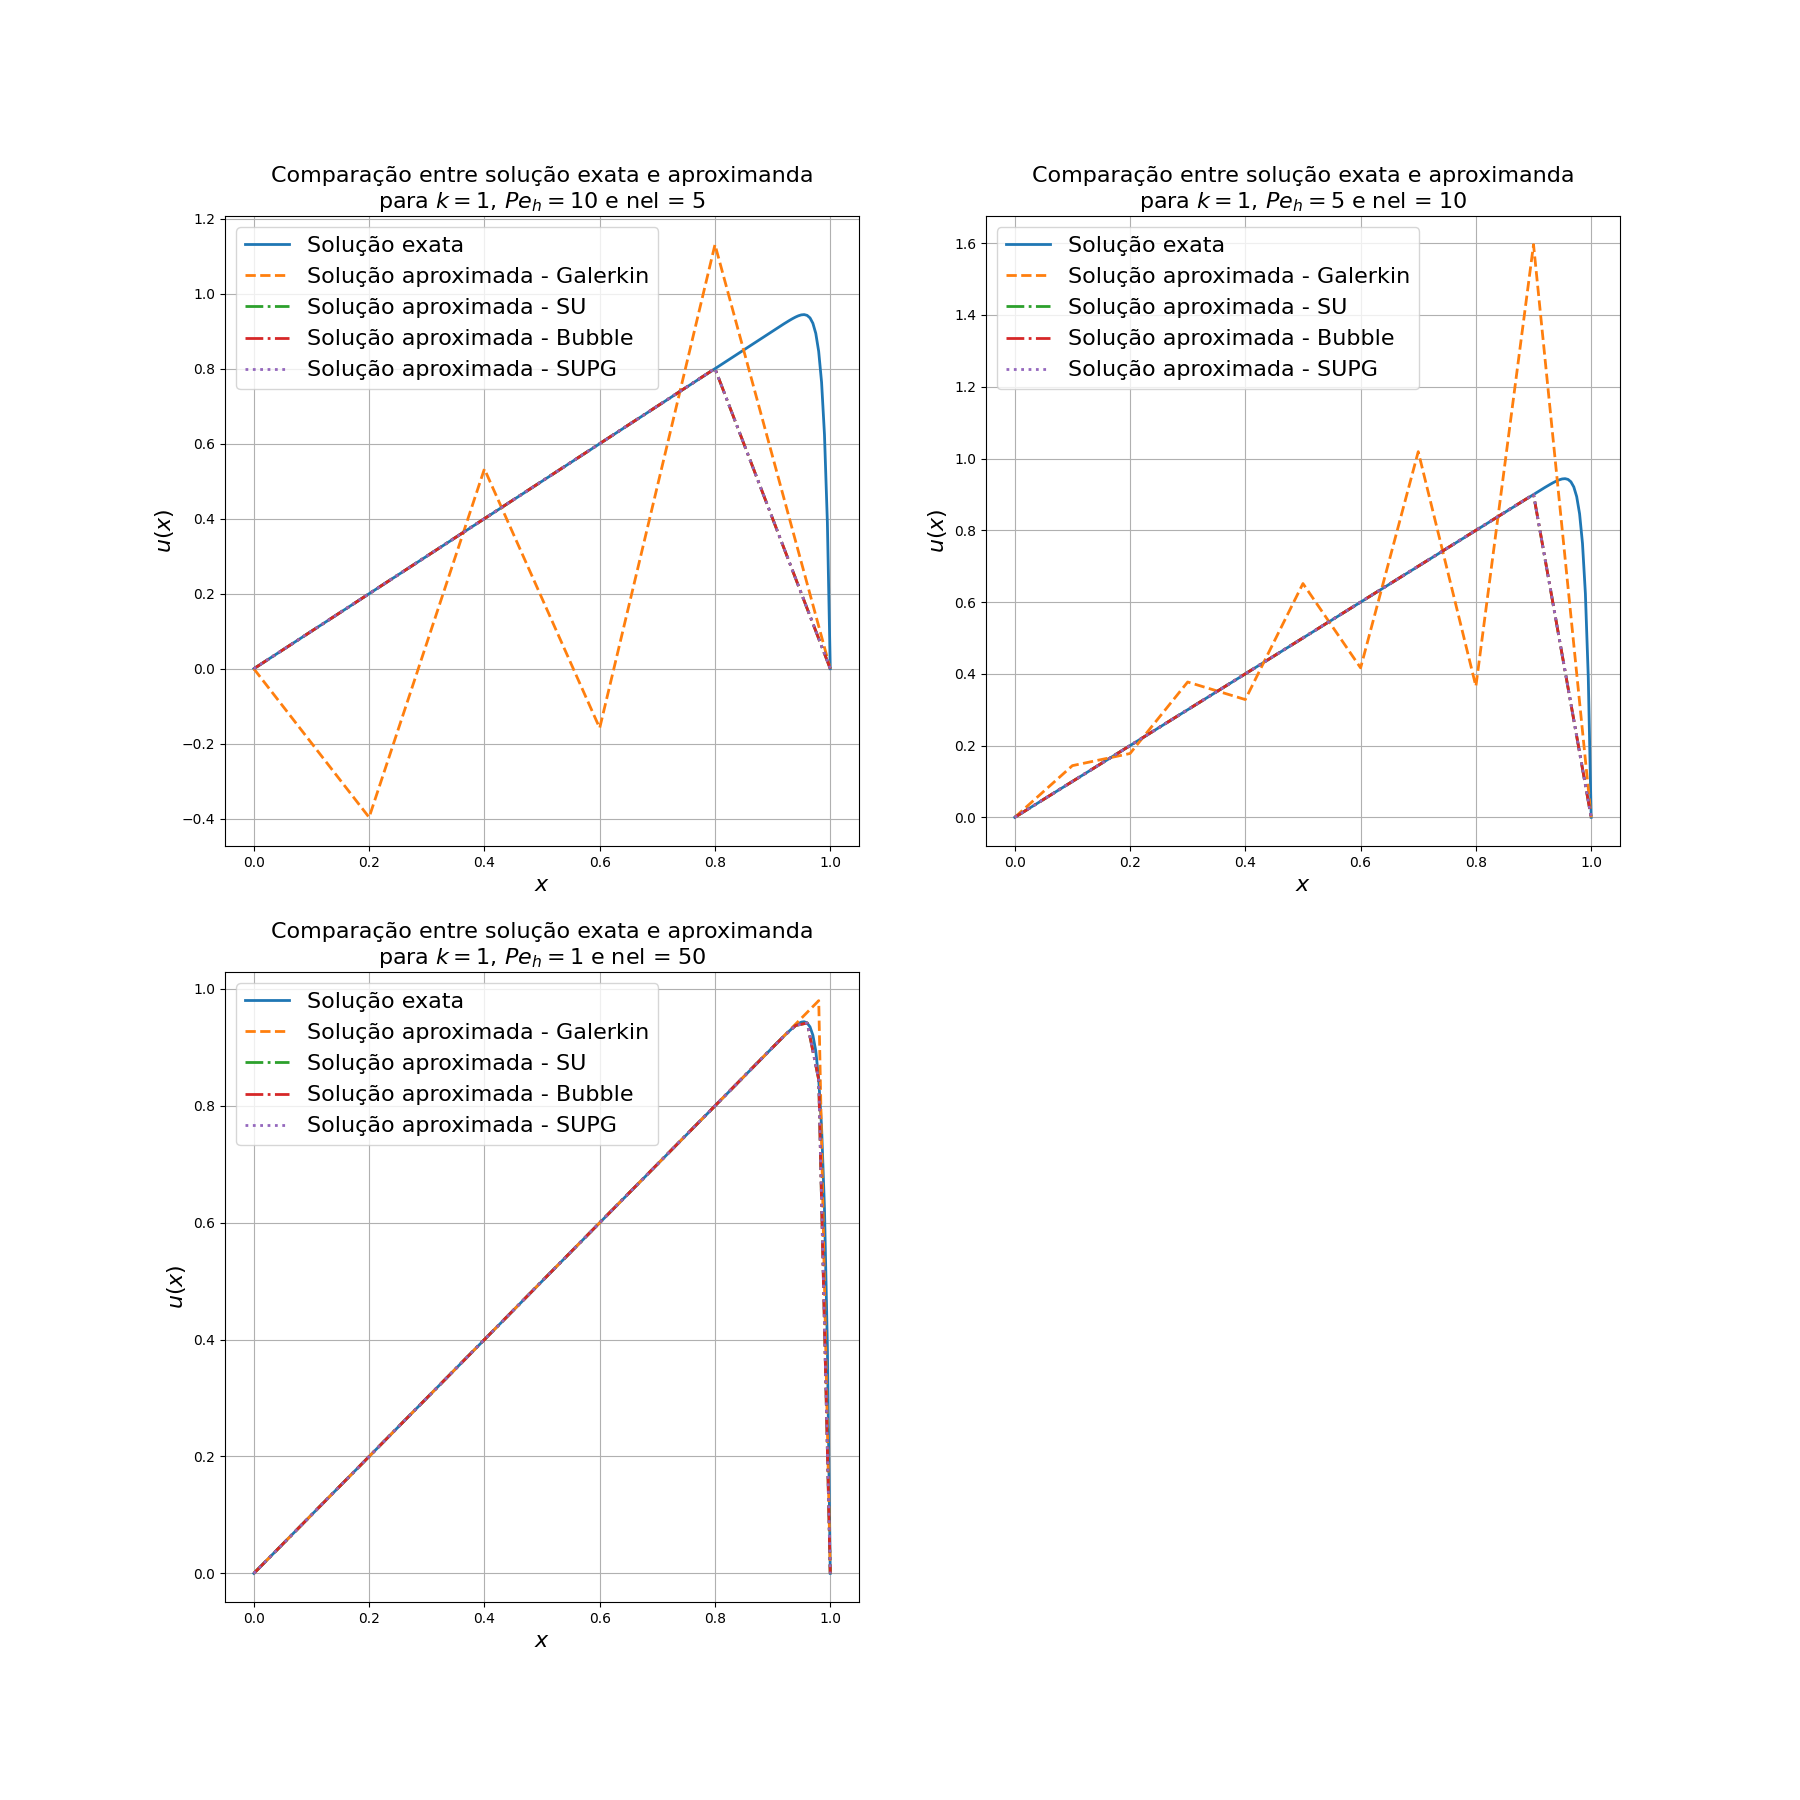 Comparação entre solução exata e aproximanda
para k = 1, Pe_h = 10 e nel = 5
Solução exata
Solução aproximada - Galerkin
Solução aproximada - SU
Solução aproximada - Bubble
Solução aproximada - SUPG
1.2
1.0
0.8
0.6
0.4
0.2
0.0
−0.2
−0.4
u(x)
0.0 0.2 0.4 0.6 0.8 1.0
x
Comparação entre solução exata e aproximanda
para k = 1, Pe_h = 5 e nel = 10
Solução exata
Solução aproximada - Galerkin
Solução aproximada - SU
Solução aproximada - Bubble
Solução aproximada - SUPG
1.6
1.4
1.2
1.0
0.8
0.6
0.4
0.2
0.0
u(x)
0.0 0.2 0.4 0.6 0.8 1.0
x
Comparação entre solução exata e aproximanda
para k = 1, Pe_h = 1 e nel = 50
Solução exata
Solução aproximada - Galerkin
Solução aproximada - SU
Solução aproximada - Bubble
Solução aproximada - SUPG
1.0
0.8
0.6
0.4
0.2
0.0
u(x)
0.0 0.2 0.4 0.6 0.8 1.0
x